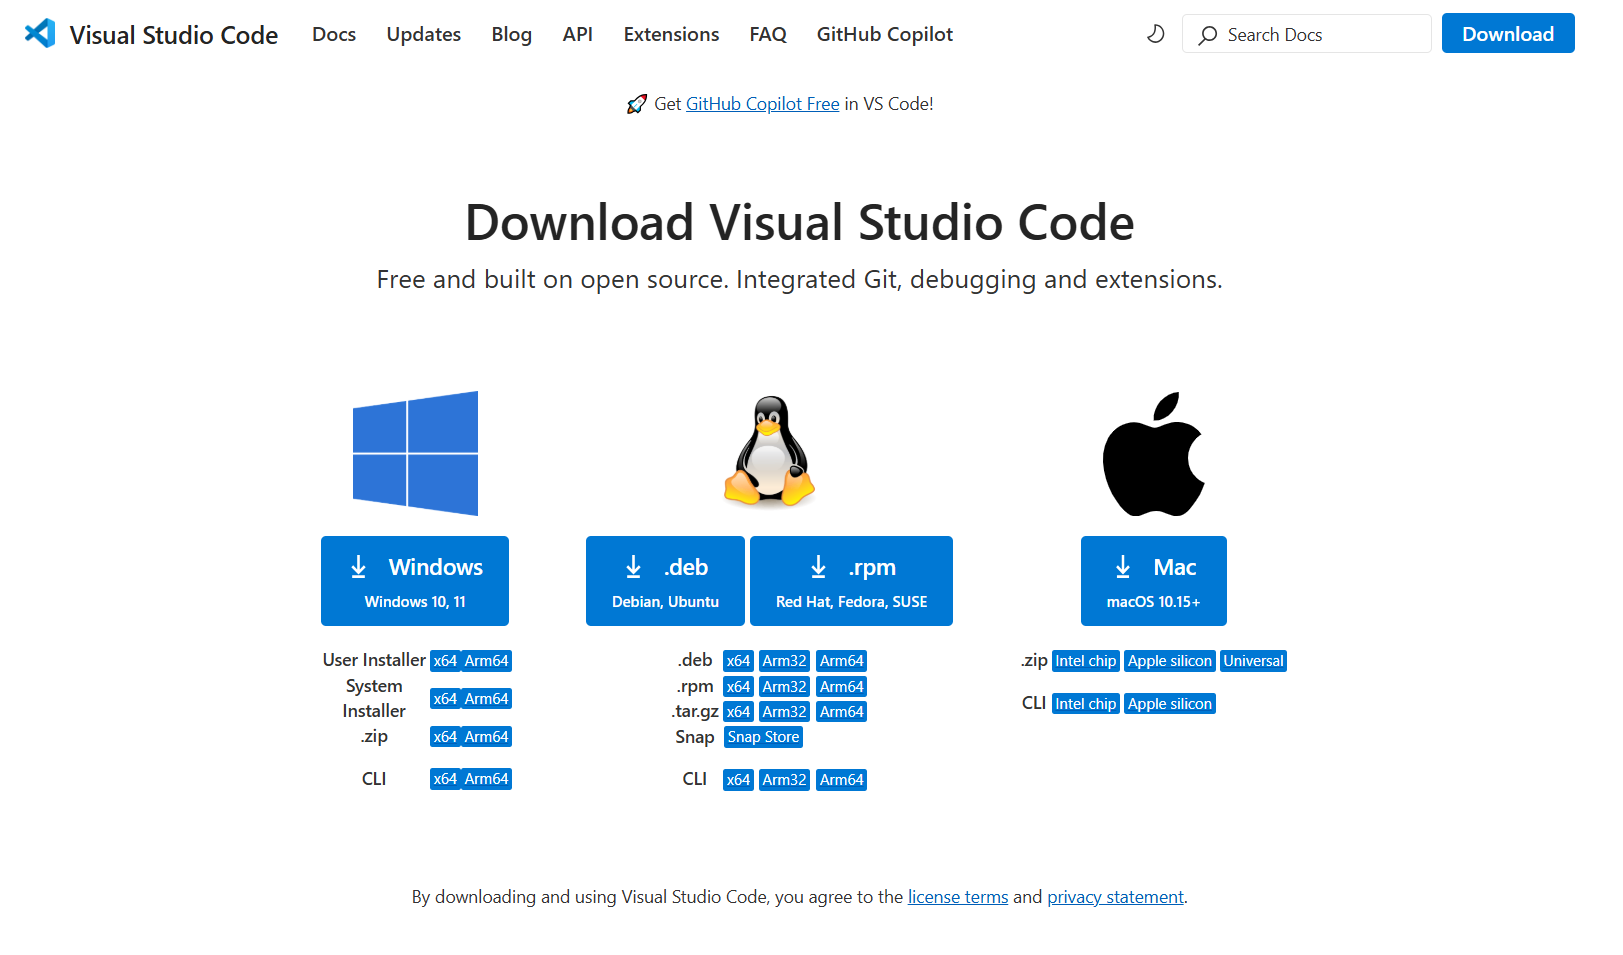 Visual Studio Code Docs Updates Blog API Extensions FAQ GitHub Copilot Search Docs Download
Get GitHub Copilot Free in VS Code!
Download Visual Studio Code
Free and built on open source. Integrated Git, debugging and extensions.
Windows
Windows 10, 11
User Installer x64 Arm64
System
Installer x64 Arm64
.zip x64 Arm64
CLI x64 Arm64
.deb
Debian, Ubuntu
.rpm
Red Hat, Fedora, SUSE
.deb x64 Arm32 Arm64
.rpm x64 Arm32 Arm64
.tar.gz x64 Arm32 Arm64
Snap Snap Store
CLI x64 Arm32 Arm64
Mac
macOS 10.15+
.zip Intel chip Apple silicon Universal
CLI Intel chip Apple silicon
By downloading and using Visual Studio Code, you agree to the license terms and privacy statement.